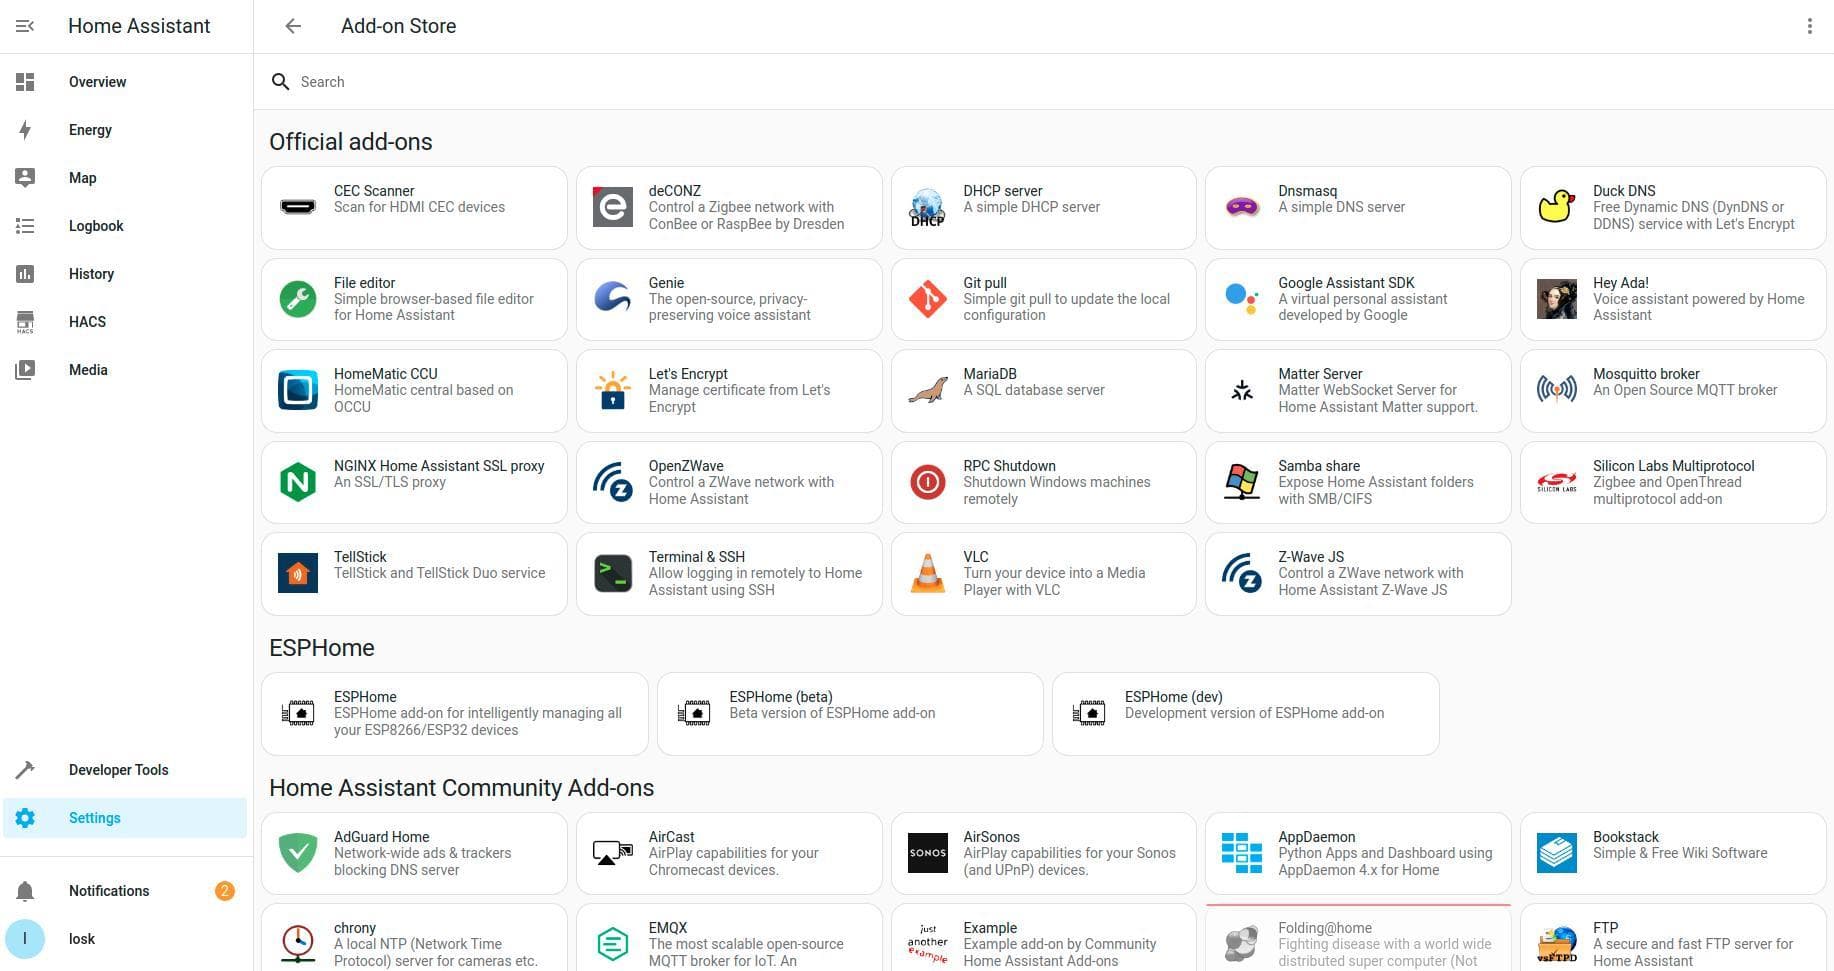 Home Assistant
Add-on Store
Overview
Energy
Map
Logbook
History
HACS
HACS
Media
Developer Tools
Settings
Notifications
2
l
losk
Search
Official add-ons
CEC Scanner
Scan for HDMI CEC devices
deCONZ
Control a Zigbee network with
ConBee or RaspBee by Dresden
DHCP
DHCP server
A simple DHCP server
Dnsmasq
A simple DNS server
Duck DNS
Free Dynamic DNS (DynDNS or
DDNS) service with Let's Encrypt
File editor
Simple browser-based file editor
for Home Assistant
Genie
The open-source, privacy-
preserving voice assistant
Git pull
Simple git pull to update the local
configuration
Google Assistant SDK
A virtual personal assistant
developed by Google
Hey Ada!
Voice assistant powered by Home
Assistant
HomeMatic CCU
HomeMatic central based on
OCCU
Let's Encrypt
Manage certificate from Let's
Encrypt
MariaDB
A SQL database server
Matter Server
Matter WebSocket Server for
Home Assistant Matter support.
Mosquitto broker
An Open Source MQTT broker
N
NGINX Home Assistant SSL proxy
An SSL/TLS proxy
Z
OpenZWave
Control a ZWave network with
Home Assistant
RPC Shutdown
Shutdown Windows machines
remotely
Samba share
Expose Home Assistant folders
with SMB/CIFS
SILICON LABS
Silicon Labs Multiprotocol
Zigbee and OpenThread
multiprotocol add-on
TellStick
TellStick and TellStick Duo service
>_
Terminal & SSH
Allow logging in remotely to Home
Assistant using SSH
VLC
Turn your device into a Media
Player with VLC
Z
Z-Wave JS
Control a ZWave network with
Home Assistant Z-Wave JS
ESPHome
ESPHome
ESPHome add-on for intelligently managing all
your ESP8266/ESP32 devices
ESPHome (beta)
Beta version of ESPHome add-on
ESPHome (dev)
Development version of ESPHome add-on
Home Assistant Community Add-ons
AdGuard Home
Network-wide ads & trackers
blocking DNS server
AirCast
AirPlay capabilities for your
Chromecast devices.
SONOS
AirSonos
AirPlay capabilities for your Sonos
(and UPnP) devices.
AppDaemon
Python Apps and Dashboard using
AppDaemon 4.x for Home
Bookstack
Simple & Free Wiki Software
chrony
A local NTP (Network Time
Protocol) server for cameras etc.
EMQX
The most scalable open-source
MQTT broker for IoT. An
just
another
example
Example
Example add-on by Community
Home Assistant Add-ons
Folding@home
Fighting disease with a world wide
distributed super computer (Not
vsFTPD
FTP
A secure and fast FTP server for
Home Assistant